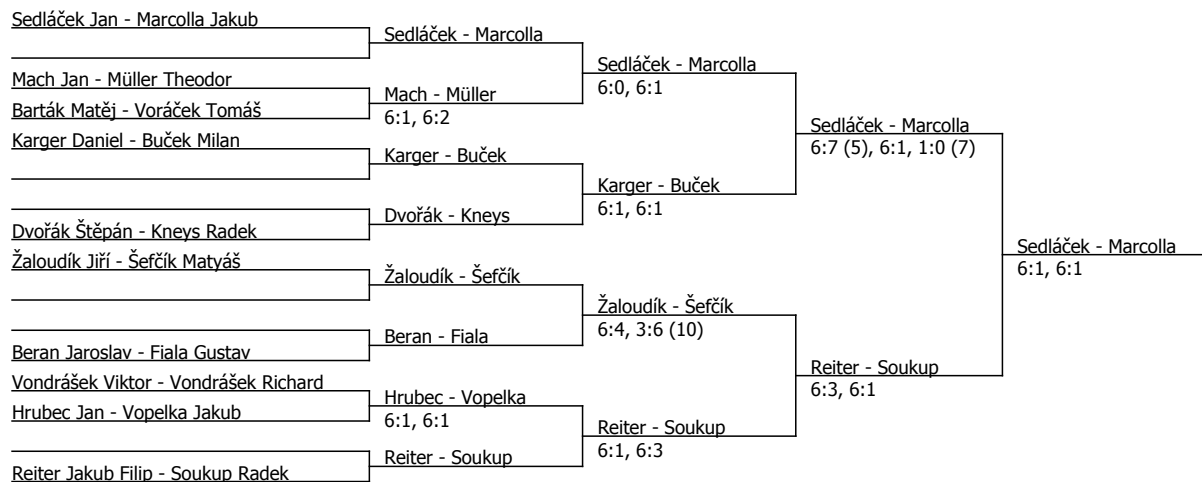 Sedláček Jan - Marcolla Jakub
Mach Jan - Müller Theodor
Barták Matěj - Voráček Tomáš
Karger Daniel - Buček Milan
Dvořák Štěpán - Kneys Radek
Žaloudík Jiří - Šefčík Matyáš
Beran Jaroslav - Fiala Gustav
Vondrášek Viktor - Vondrášek Richard
Hrubec Jan - Vopelka Jakub
Reiter Jakub Filip - Soukup Radek
Sedláček - Marcolla
Mach - Müller
6:1, 6:2
Karger - Buček
Dvořák - Kneys
Žaloudík - Šefčík
Beran - Fiala
Hrubec - Vopelka
6:1, 6:1
Reiter - Soukup
Sedláček - Marcolla
6:0, 6:1
Karger - Buček
6:1, 6:1
Žaloudík - Šefčík
6:4, 3:6 (10)
Reiter - Soukup
6:1, 6:3
Sedláček - Marcolla
6:7 (5), 6:1, 1:0 (7)
Reiter - Soukup
6:3, 6:1
Sedláček - Marcolla
6:1, 6:1